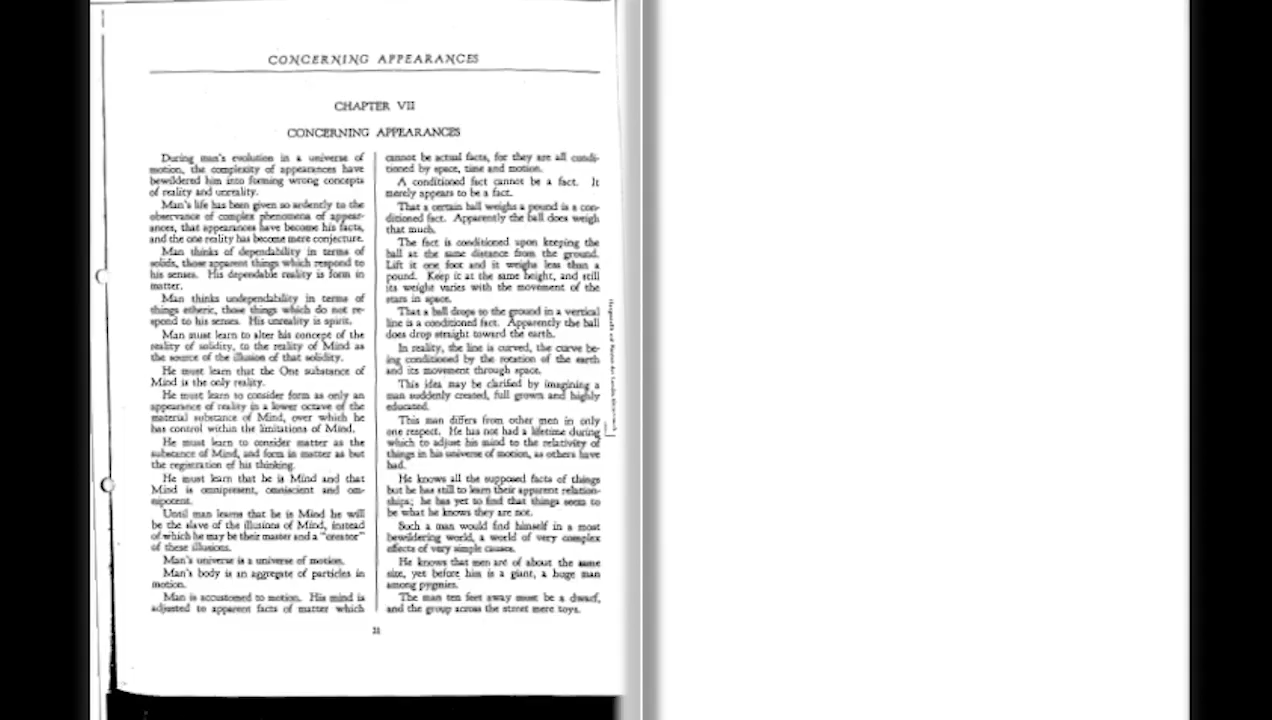 CONCERNING APPEARANCES
CHAPTER VII
CONCERNING APPEARANCES
During man's evolution in a universe of
motion, the complexity of appearances have
bewildered him into forming wrong concepts
of reality and unreality.
Man's life has been given so ardently to the
observance of complex phenomena of appear-
ances, that appearances have become his facts,
and the one reality has become mere conjecture.
Man thinks of dependability in terms of
solids, those apparent things which respond to
his senses. His dependable reality is form in
matter.
Man thinks undependability in terms of
things etheric, those things which do not re-
spond to his senses. His unreality is spirit.
Man must learn to alter his concept of the
reality of solidity, to the reality of Mind as
the source of the illusion of that solidity.
He must learn that the One substance of
Mind is the only reality.
He must learn to consider form as only an
appearance of reality in a lower octave of the
material substance of Mind, over which he
has control within the limitations of Mind.
He must learn to consider matter as the
substance of Mind, and form in matter as but
the registration of his thinking.
He must learn that he is Mind and that
Mind is omnipresent, omniscient and om-
nipotent.
Until man learns that he is Mind he will
be the slave of the illusions of Mind, instead
of which he may be their master and a "creator"
of these illusions.
Man's universe is a universe of motion.
Man's body is an aggregate of particles in
motion.
Man is accustomed to motion. His mind is
adjusted to apparent facts of matter which
cannot be actual facts, for they are all condi-
tioned by space, time and motion.
A conditioned fact cannot be a fact. It
merely appears to be a fact.
That a certain ball weighs a pound is a con-
ditioned fact. Apparently the ball does weigh
that much.
The fact is conditioned upon keeping the
ball at the same distance from the ground.
Lift it one foot and it weighs less than a
pound. Keep it at the same height, and still
its weight varies with the movement of the
stars in space.
That a ball drops to the ground in a vertical
line is a conditioned fact. Apparently the ball
does drop straight toward the earth.
In reality, the line is curved, the curve be-
ing conditioned by the rotation of the earth
and its movement through space.
This idea may be clarified by imagining a
man suddenly created, full grown and highly
educated.
This man differs from other men in only
one respect. He has not had a lifetime during
which to adjust his mind to the relativity of
things in his universe of motion, as others have
had.
He knows all the supposed facts of things
but he has still to learn their apparent relation-
ships; he has yet to find that things seem to
be what he knows they are not.
Such a man would find himself in a most
bewildering world, a world of very complex
effects of very simple causes.
He knows that men are of about the same
size, yet before him is a giant, a huge man
among pygmies.
The man ten feet away must be a dwarf,
and the group across the street mere toys.
21